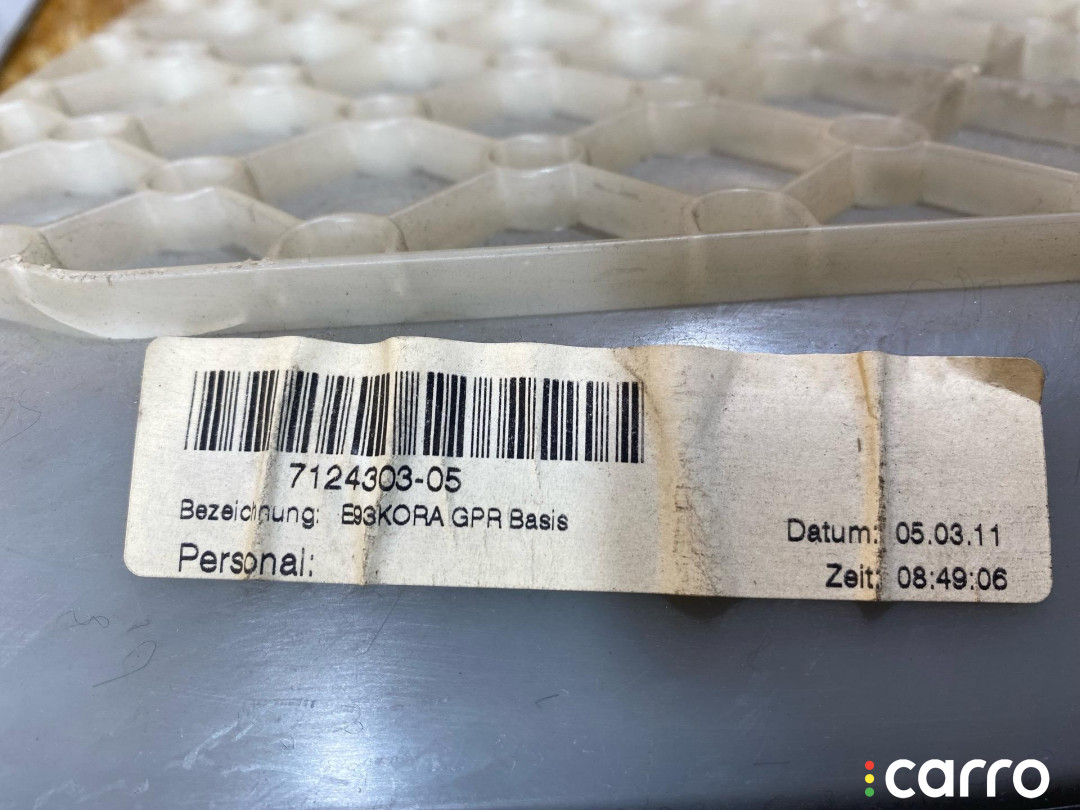 7124303-05
Bezeichnung: E93KORA GPR Basis
Personal:
Datum: 05.03.11
Zeit: 08:49:06
carro